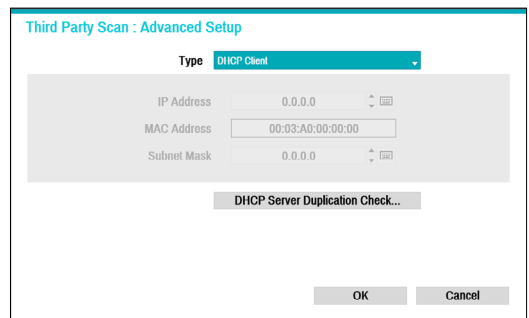 Third Party Scan : Advanced Setup
Type DHCP Client
IP Address 0.0.0.0
MAC Address 00:03:A0:00:00:00
Subnet Mask 0.0.0.0
DHCP Server Duplication Check...
OK Cancel